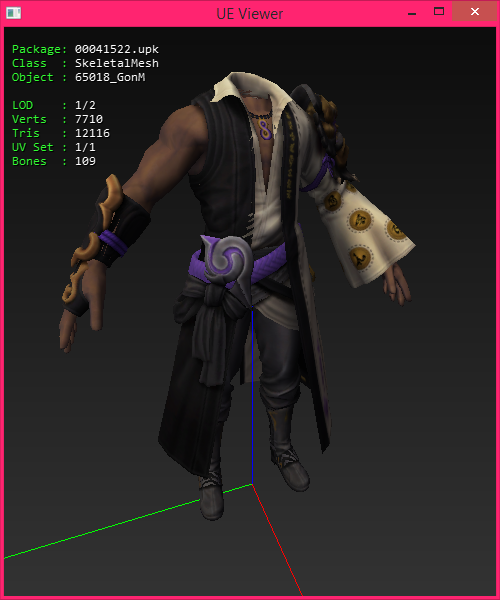 UE Viewer
Package: 00041522.upk
Class : SkeletalMesh
Object : 65018_GonM
LOD : 1/2
Verts : 7710
Tris : 12116
UV Set : 1/1
Bones : 109